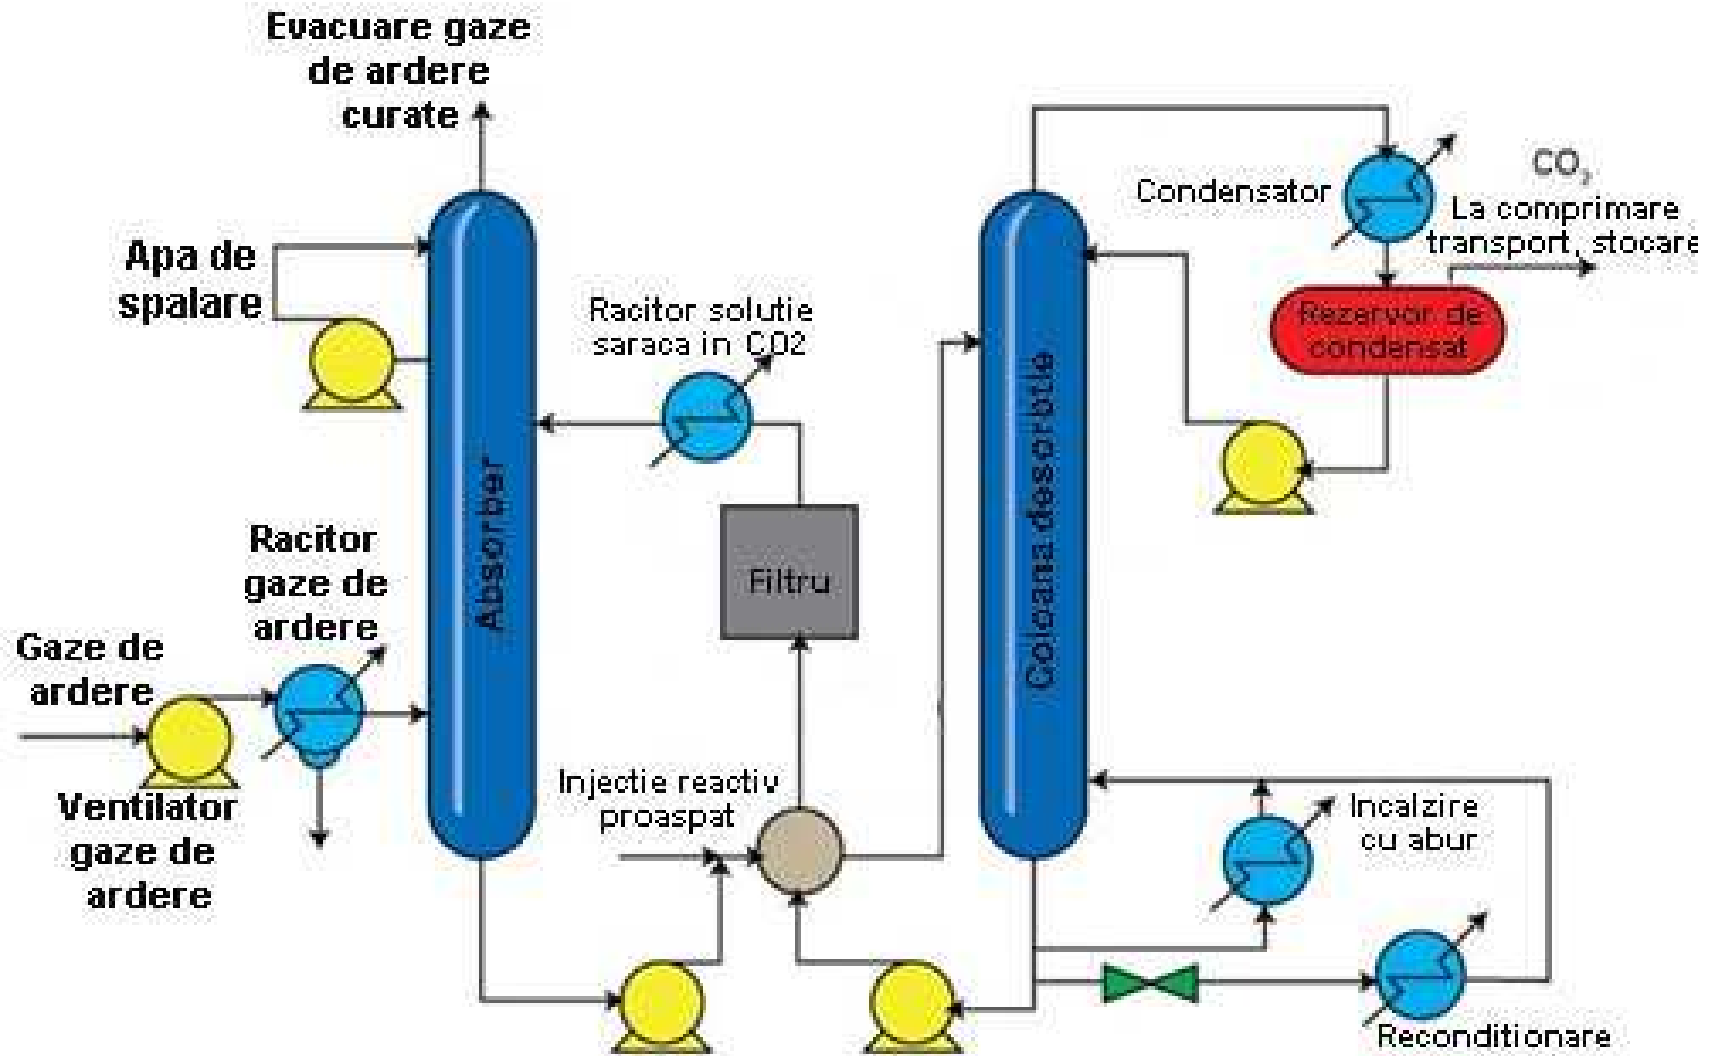 Evacuare gaze
de ardere
curate
CO2
Condensator
La comprimare
transport, stocare
Apa de
spalare
Racitor solutie
saraca in CO2
Rezervor de
condensat
Absorber
Coloana desorbtie
Racitor
gaze de
ardere
Filtru
Gaze de
ardere
Injectie reactiv
proaspat
Ventilator
gaze de
ardere
Incalzire
cu abur
Reconditionare